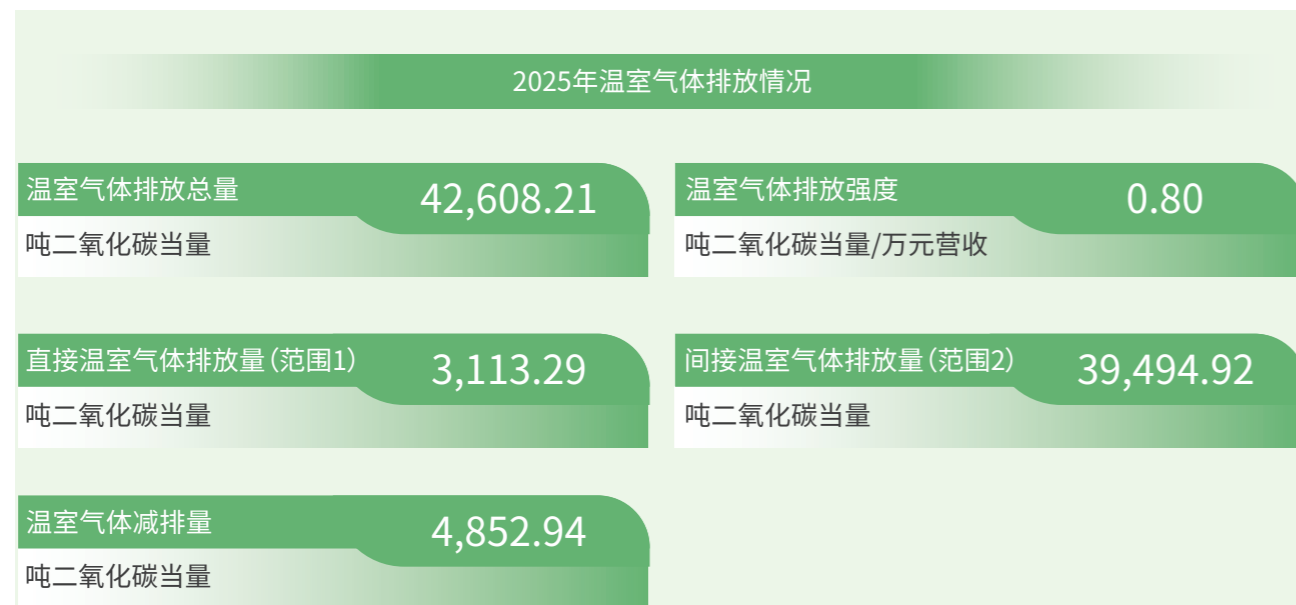 2025年温室气体排放情况
温室气体排放总量 42,608.21
吨二氧化碳当量
温室气体排放强度 0.80
吨二氧化碳当量/万元营收
直接温室气体排放量（范围1） 3,113.29
吨二氧化碳当量
间接温室气体排放量（范围2） 39,494.92
吨二氧化碳当量
温室气体减排量 4,852.94
吨二氧化碳当量